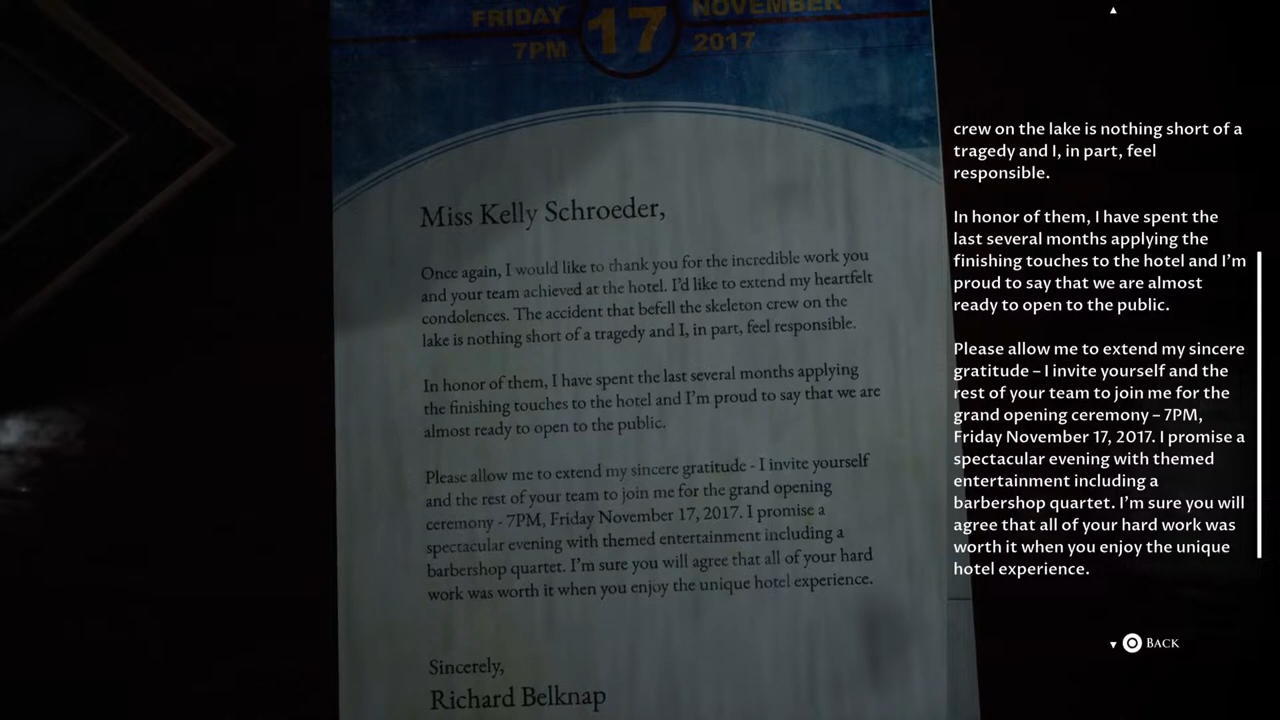 FRIDAY
7PM
17
NOVEMBER
2017
Miss Kelly Schroeder,
Once again, I would like to thank you for the incredible work you
and your team achieved at the hotel. I'd like to extend my heartfelt
condolences. The accident that befell the skeleton crew on the
lake is nothing short of a tragedy and I, in part, feel responsible.
In honor of them, I have spent the last several months applying
the finishing touches to the hotel and I'm proud to say that we are
almost ready to open to the public.
Please allow me to extend my sincere gratitude - I invite yourself
and the rest of your team to join me for the grand opening
ceremony - 7PM, Friday November 17, 2017. I promise a
spectacular evening with themed entertainment including a
barbershop quartet. I'm sure you will agree that all of your hard
work was worth it when you enjoy the unique hotel experience.
Sincerely,
Richard Belknap
crew on the lake is nothing short of a
tragedy and I, in part, feel
responsible.
In honor of them, I have spent the
last several months applying the
finishing touches to the hotel and I'm
proud to say that we are almost
ready to open to the public.
Please allow me to extend my sincere
gratitude – I invite yourself and the
rest of your team to join me for the
grand opening ceremony – 7PM,
Friday November 17, 2017. I promise a
spectacular evening with themed
entertainment including a
barbershop quartet. I'm sure you will
agree that all of your hard work was
worth it when you enjoy the unique
hotel experience.
BACK